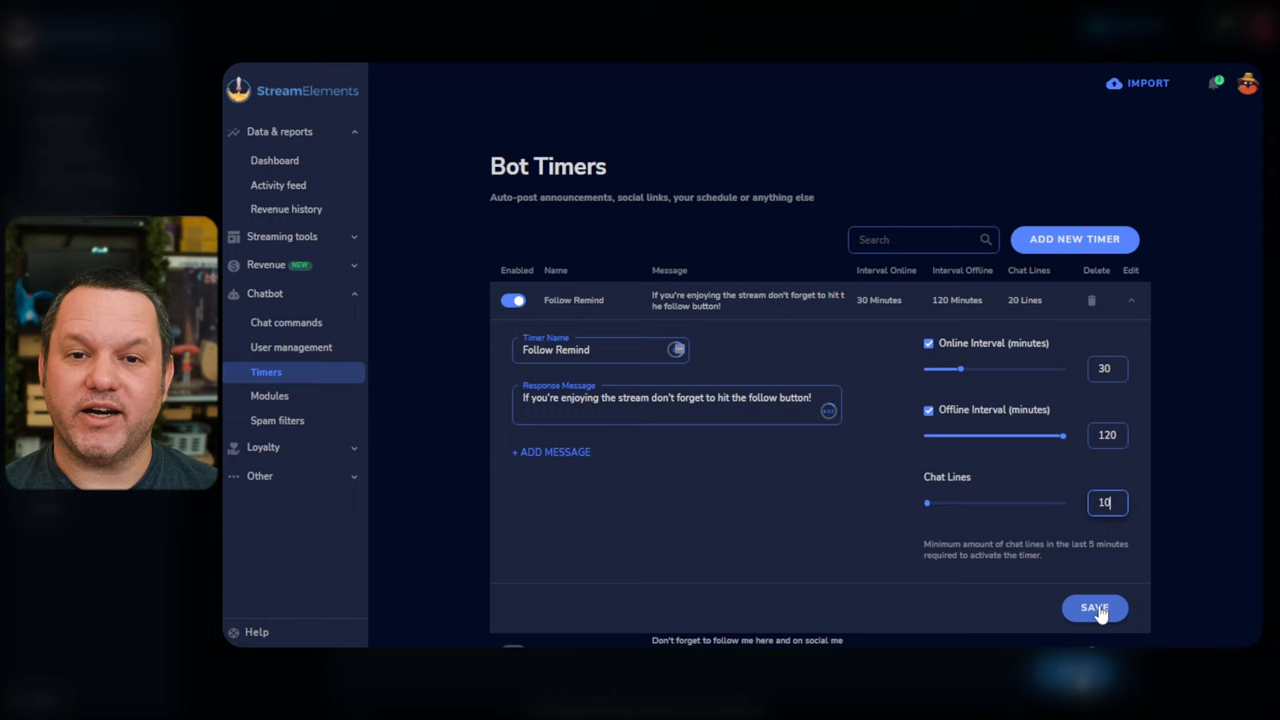 StreamElements
IMPORT
Data & reports
Dashboard
Activity feed
Revenue history
Streaming tools
Revenue NEW
Chatbot
Chat commands
User management
Timers
Modules
Spam filters
Loyalty
Other
Help
Bot Timers
Auto-post announcements, social links, your schedule or anything else
Search
ADD NEW TIMER
Enabled Name Message Interval Online Interval Offline Chat Lines Delete Edit
Follow Remind
If you're enjoying the stream don't forget to hit t
he follow button!
30 Minutes 120 Minutes 20 Lines
Timer Name
Follow Remind
Response Message
If you're enjoying the stream don't forget to hit the follow button!
+ ADD MESSAGE
Online Interval (minutes)
30
Offline Interval (minutes)
120
Chat Lines
10
Minimum amount of chat lines in the last 5 minutes
required to activate the timer.
SAVE
Don't forget to follow me here and on social me